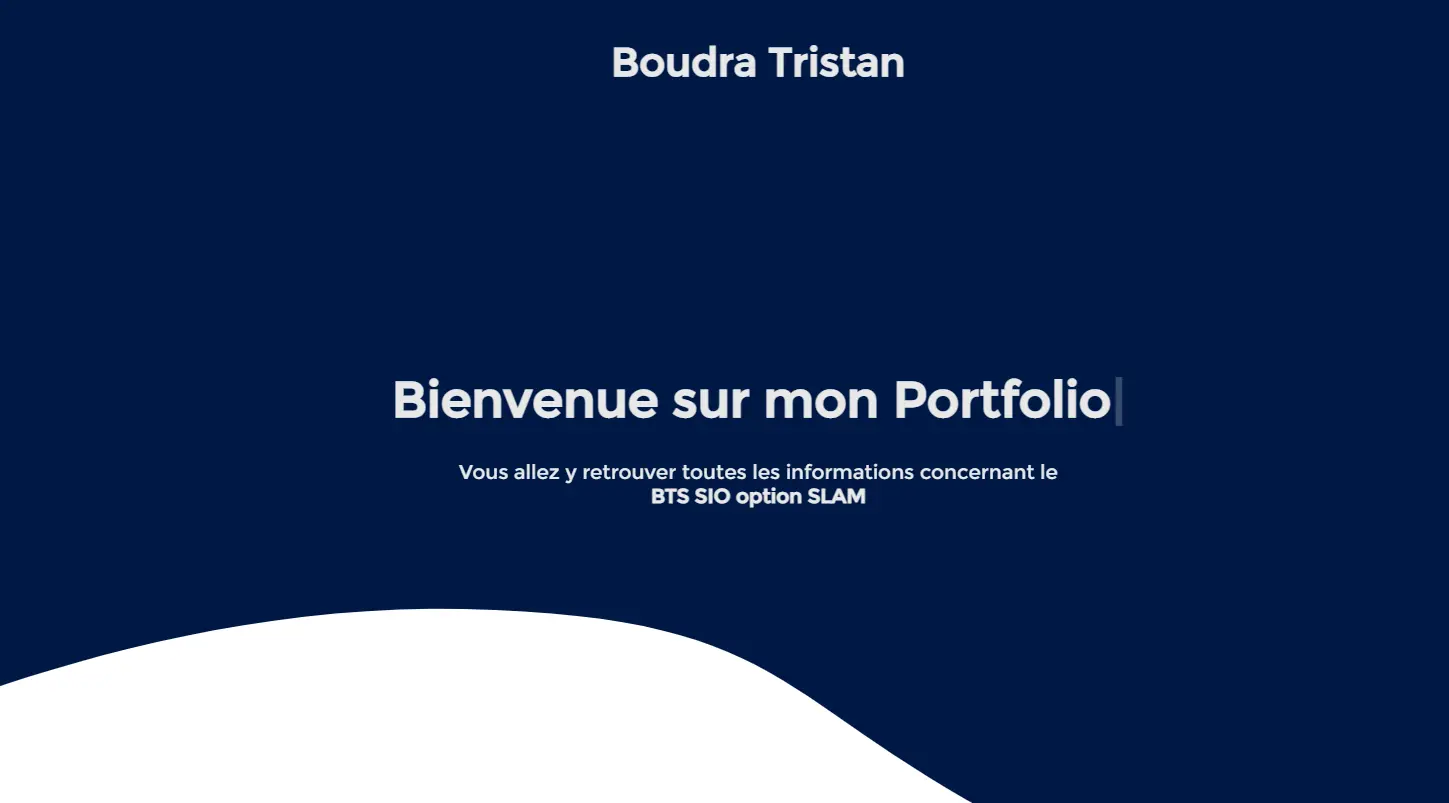 Boudra Tristan
Bienvenue sur mon Portfolio
Vous allez y retrouver toutes les informations concernant le
BTS SIO option SLAM